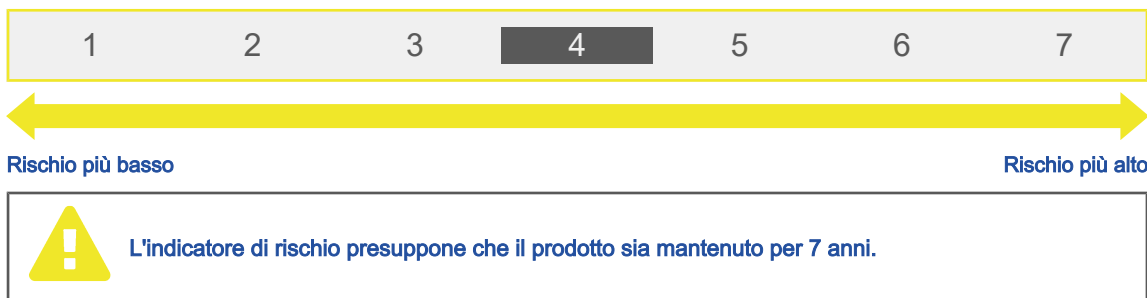 1 2 3 4 5 6 7
Rischio più basso Rischio più alto
L'indicatore di rischio presuppone che il prodotto sia mantenuto per 7 anni.